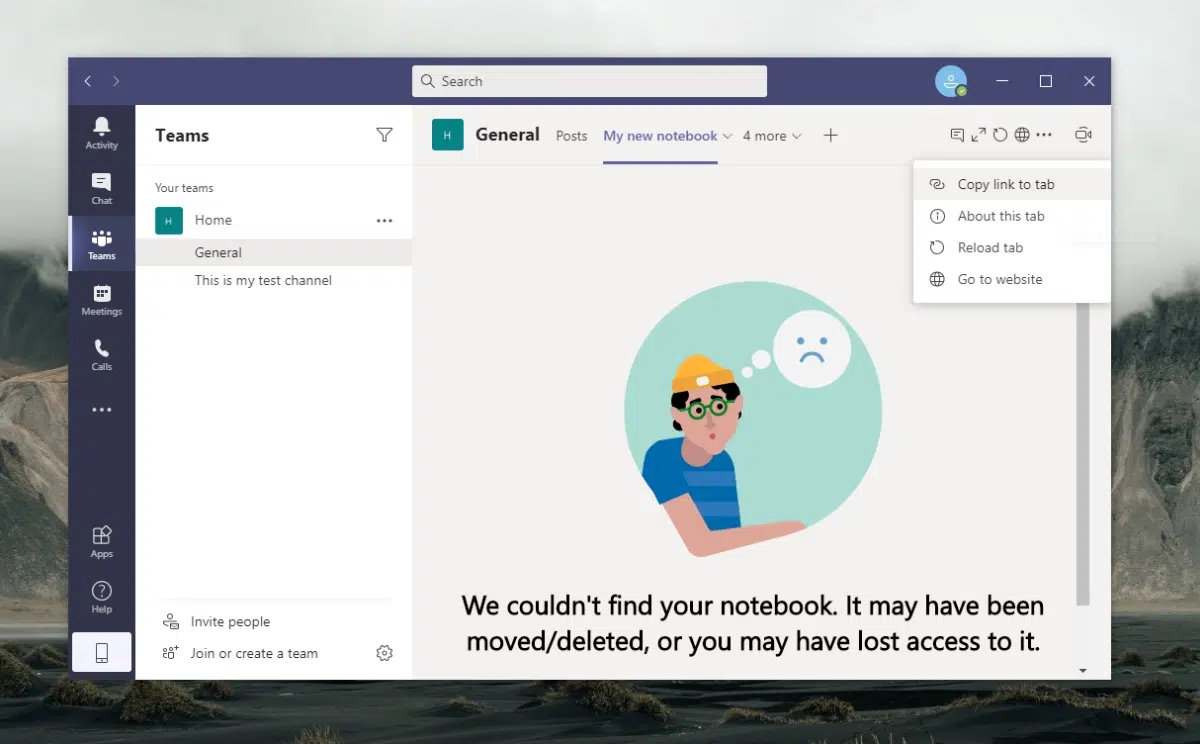 Search
Activity
Chat
Teams
Meetings
Calls
Apps
Help
Teams
Your teams
H
Home
General
This is my test channel
Invite people
Join or create a team
H
General
Posts
My new notebook
4 more
Copy link to tab
About this tab
Reload tab
Go to website
We couldn't find your notebook. It may have been
moved/deleted, or you may have lost access to it.